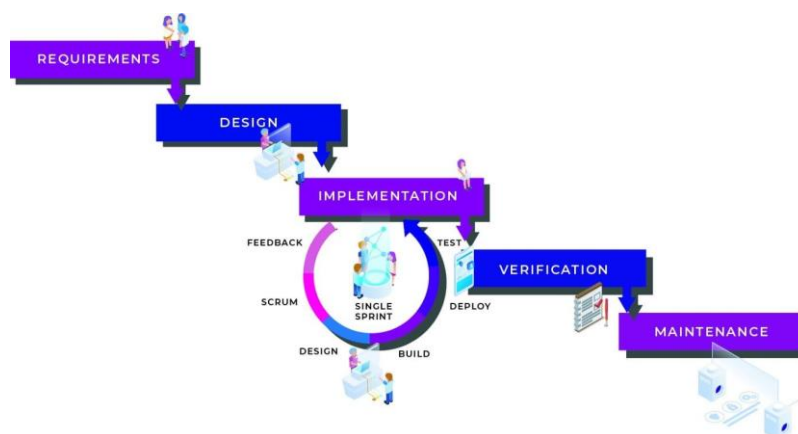 REQUIREMENTS
DESIGN
IMPLEMENTATION
FEEDBACK
TEST
VERIFICATION
SCRUM
SINGLE
SPRINT
DEPLOY
MAINTENANCE
DESIGN
BUILD